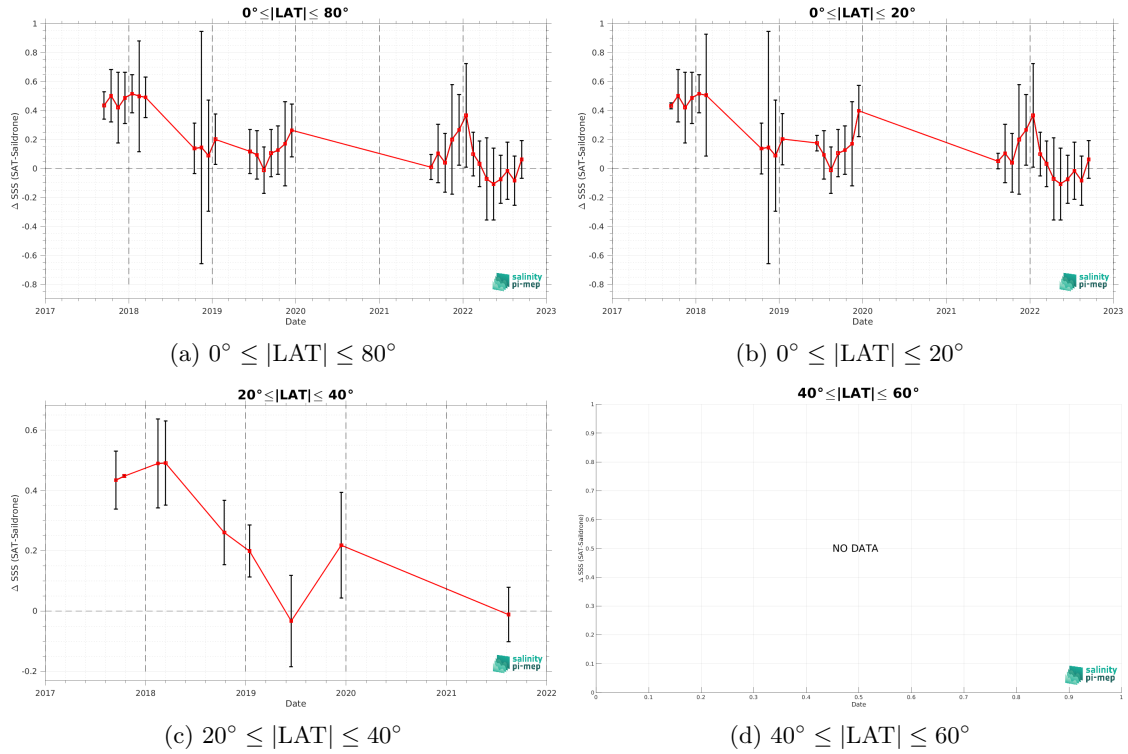 0°≤|LAT|≤ 80°
1
0.8
0.6
0.4
0.2
0
-0.2
-0.4
-0.6
-0.8
Δ SSS (SAT-Saildrone)
2017 2018 2019 2020 2021 2022 2023
Date
salinity
pi-mep
(a) 0° ≤ |LAT| ≤ 80°
0°≤|LAT|≤ 20°
1
0.8
0.6
0.4
0.2
0
-0.2
-0.4
-0.6
-0.8
Δ SSS (SAT-Saildrone)
2017 2018 2019 2020 2021 2022 2023
Date
salinity
pi-mep
(b) 0° ≤ |LAT| ≤ 20°
20°≤|LAT|≤ 40°
0.6
0.4
0.2
0
-0.2
Δ SSS (SAT-Saildrone)
2017 2018 2019 2020 2021 2022
Date
salinity
pi-mep
(c) 20° ≤ |LAT| ≤ 40°
40°≤|LAT|≤ 60°
1
0.9
0.8
0.7
0.6
0.5
0.4
0.3
0.2
0.1
0
Δ SSS (SAT-Saildrone)
NO DATA
0 0.1 0.2 0.3 0.4 0.5 0.6 0.7 0.8 0.9 1
Date
salinity
pi-mep
(d) 40° ≤ |LAT| ≤ 60°